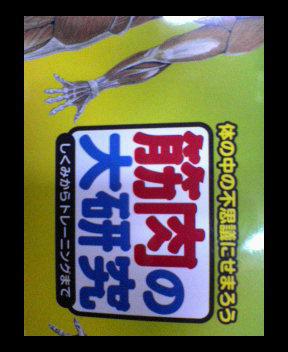 体の中の不思議にせまろう
筋肉の
大研究
しくみからトレーニングまで